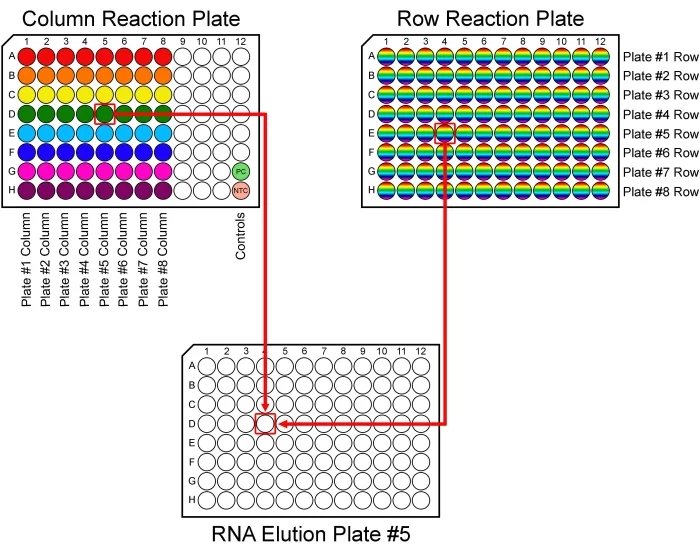 Column Reaction Plate
1 2 3 4 5 6 7 8 9 10 11 12
A
B
C
D
E
F
G
H
PC
NTC
Plate #1 Column
Plate #2 Column
Plate #3 Column
Plate #4 Column
Plate #5 Column
Plate #6 Column
Plate #7 Column
Plate #8 Column
Controls
Row Reaction Plate
1 2 3 4 5 6 7 8 9 10 11 12
A Plate #1 Row
B Plate #2 Row
C Plate #3 Row
D Plate #4 Row
E Plate #5 Row
F Plate #6 Row
G Plate #7 Row
H Plate #8 Row
1 2 3 4 5 6 7 8 9 10 11 12
A
B
C
D
E
F
G
H
RNA Elution Plate #5